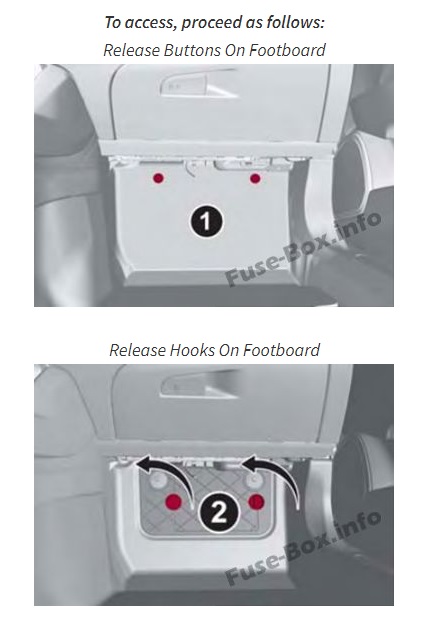 To access, proceed as follows:
Release Buttons On Footboard
1
Fuse-Box.info
Release Hooks On Footboard
2
Fuse-Box.info